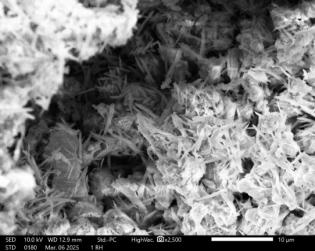 SED 10.0 kV WD 12.9 mm Std.-PC HighVac. x2,500 10 µm
STD 0180 Mar. 06 2025 1 RH